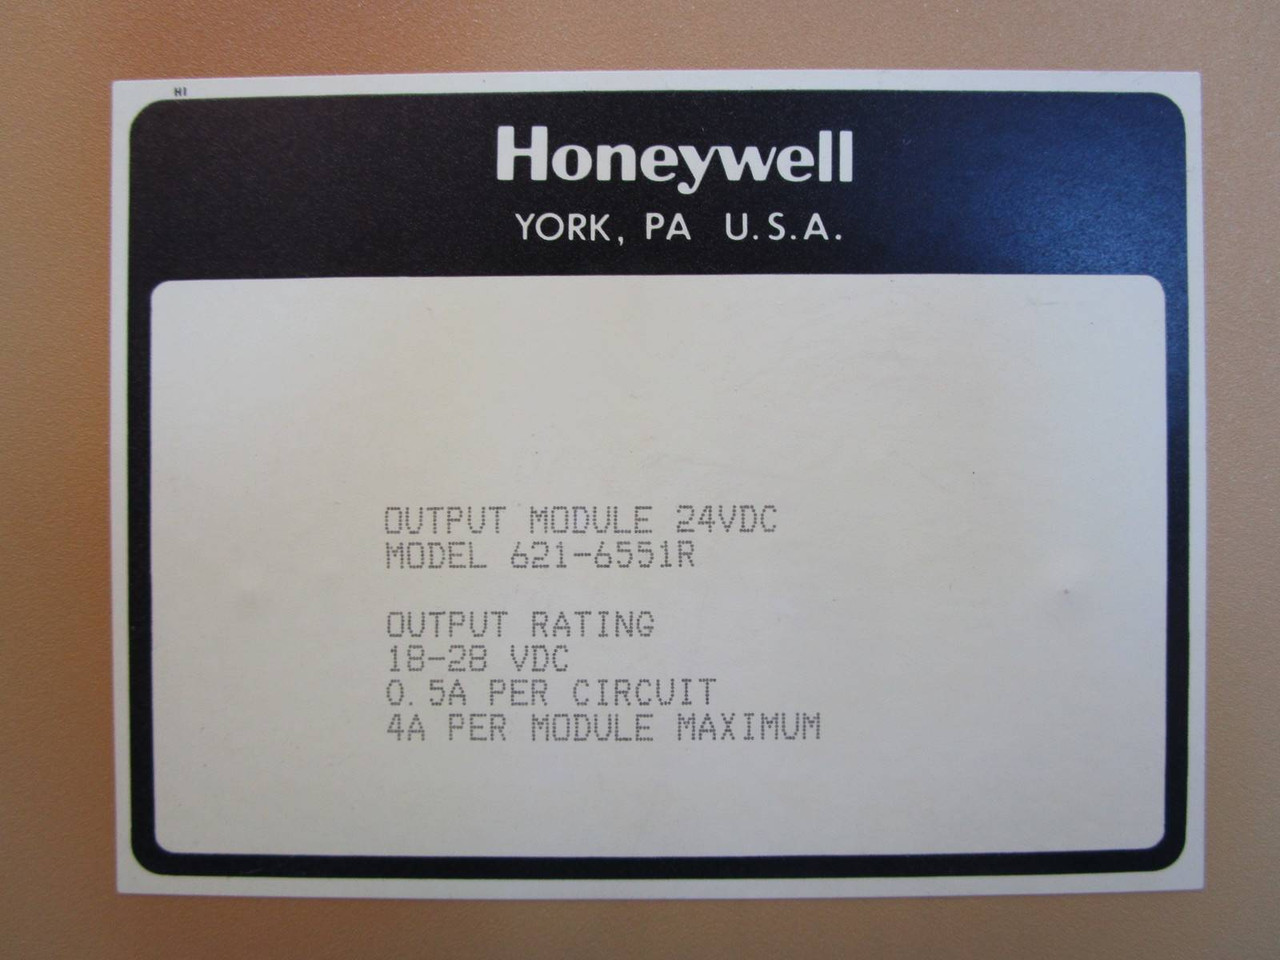 HI
Honeywell
YORK, PA U.S.A.
OUTPUT MODULE 24VDC
MODEL 621-6551R
OUTPUT RATING
18-28 VDC
0.5A PER CIRCUIT
4A PER MODULE MAXIMUM